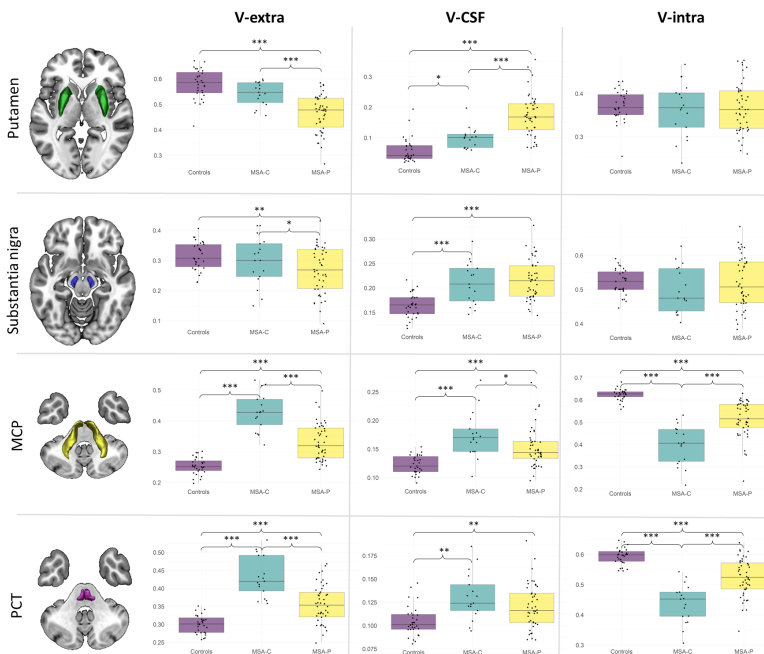 V-extra
V-CSF
V-intra
Putamen
***
***
0.6
0.5
0.4
0.3
Controls
MSA-C
MSA-P
***
***
*
0.3
0.2
0.1
Controls
MSA-C
MSA-P
0.4
0.3
Controls
MSA-C
MSA-P
Substantia nigra
**
*
0.4
0.3
0.2
0.1
Controls
MSA-C
MSA-P
***
***
0.30
0.25
0.20
0.15
Controls
MSA-C
MSA-P
0.6
0.5
0.4
Controls
MSA-C
MSA-P
MCP
***
***
***
0.5
0.4
0.3
0.2
Controls
MSA-C
MSA-P
***
***
*
0.25
0.20
0.15
0.10
Controls
MSA-C
MSA-P
***
***
***
0.7
0.6
0.5
0.4
0.3
0.2
Controls
MSA-C
MSA-P
PCT
***
***
***
0.50
0.45
0.40
0.35
0.30
0.25
Controls
MSA-C
MSA-P
**
**
0.175
0.150
0.125
0.100
0.075
Controls
MSA-C
MSA-P
***
***
***
0.6
0.5
0.4
0.3
Controls
MSA-C
MSA-P